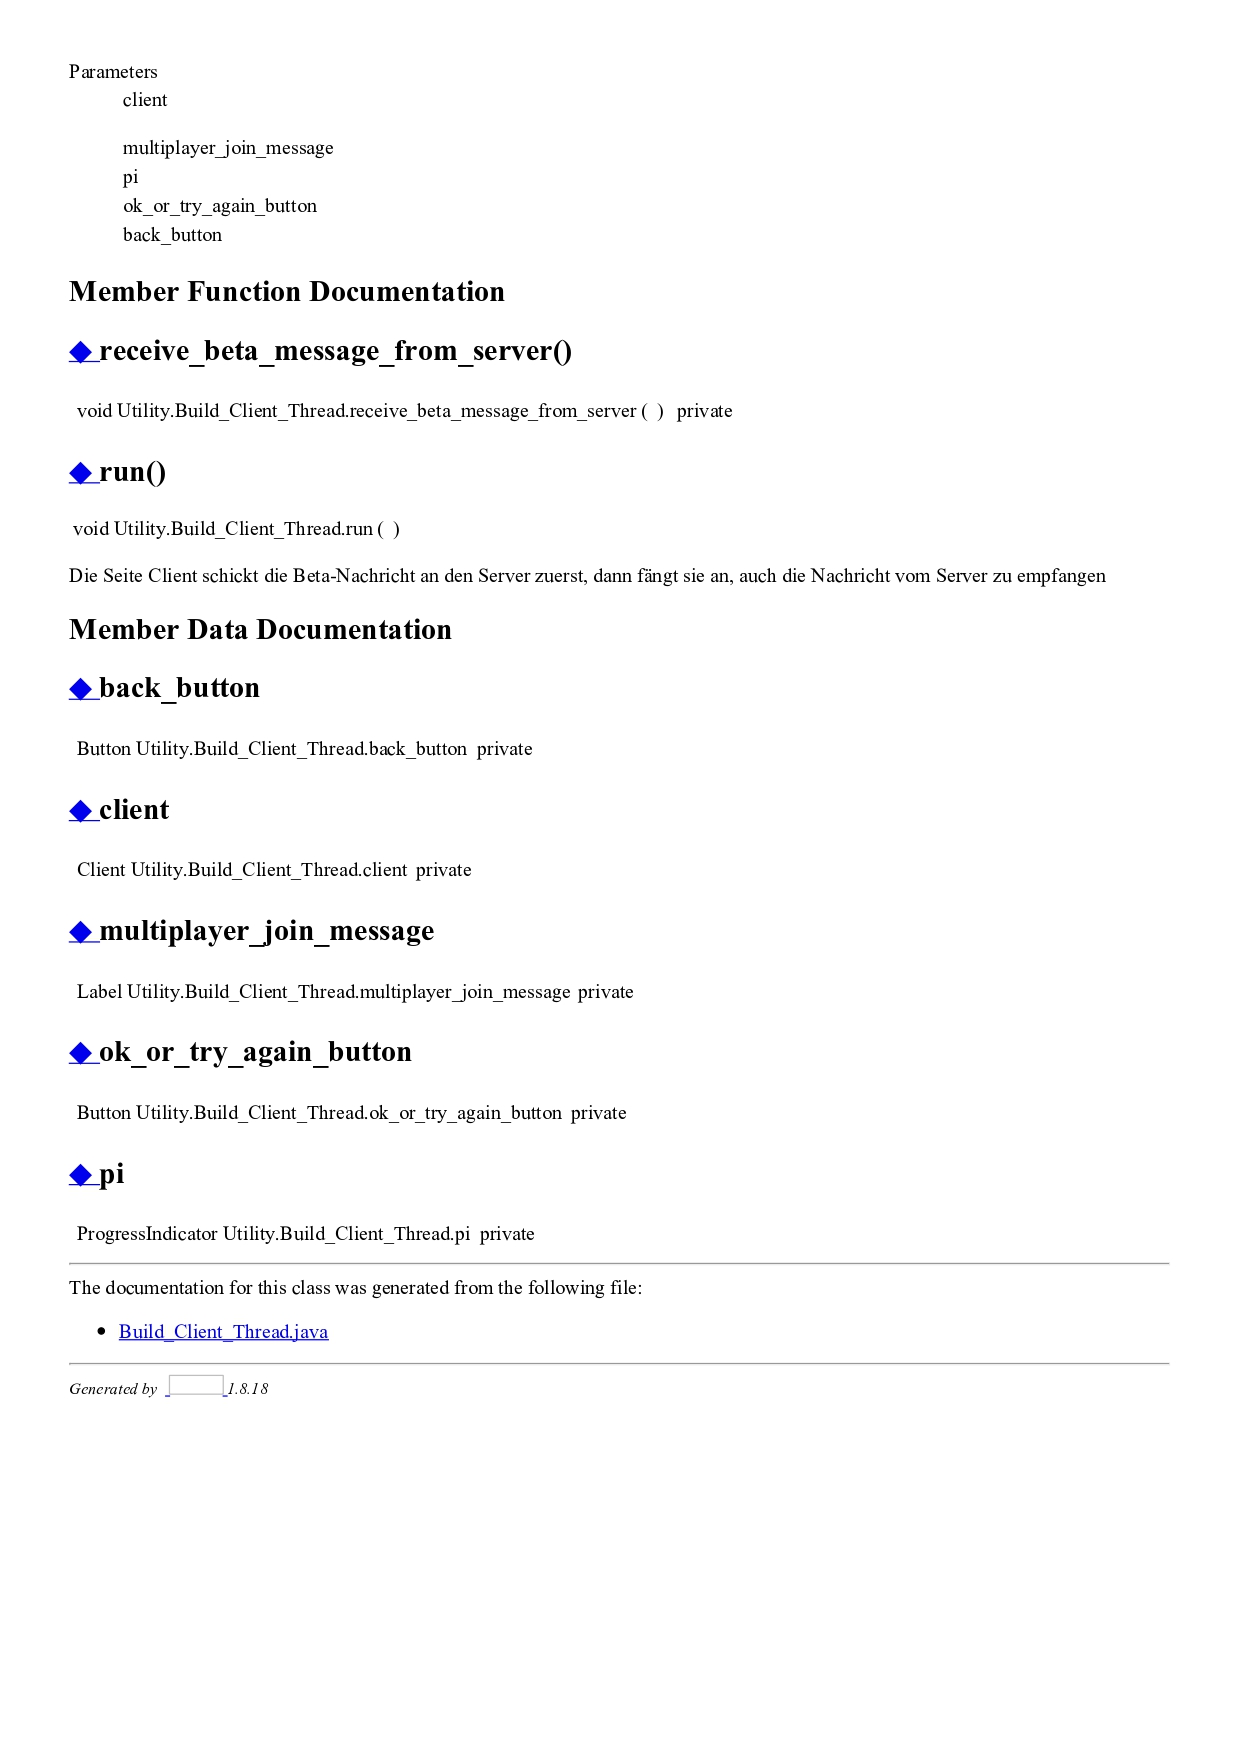 Parameters
client
multiplayer_join_message
pi
ok_or_try_again_button
back_button
Member Function Documentation
◆ receive_beta_message_from_server()
void Utility.Build_Client_Thread.receive_beta_message_from_server ( ) private
◆ run()
void Utility.Build_Client_Thread.run ( )
Die Seite Client schickt die Beta-Nachricht an den Server zuerst, dann fängt sie an, auch die Nachricht vom Server zu empfangen
Member Data Documentation
◆ back_button
Button Utility.Build_Client_Thread.back_button private
◆ client
Client Utility.Build_Client_Thread.client private
◆ multiplayer_join_message
Label Utility.Build_Client_Thread.multiplayer_join_message private
◆ ok_or_try_again_button
Button Utility.Build_Client_Thread.ok_or_try_again_button private
◆ pi
ProgressIndicator Utility.Build_Client_Thread.pi private
The documentation for this class was generated from the following file:
• Build_Client_Thread.java
Generated by 1.8.18